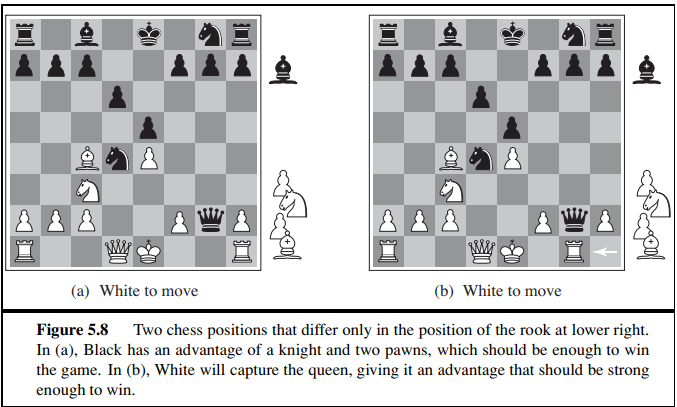 (a) White to move
(b) White to move
Figure 5.8 Two chess positions that differ only in the position of the rook at lower right.
In (a), Black has an advantage of a knight and two pawns, which should be enough to win
the game. In (b), White will capture the queen, giving it an advantage that should be strong
enough to win.